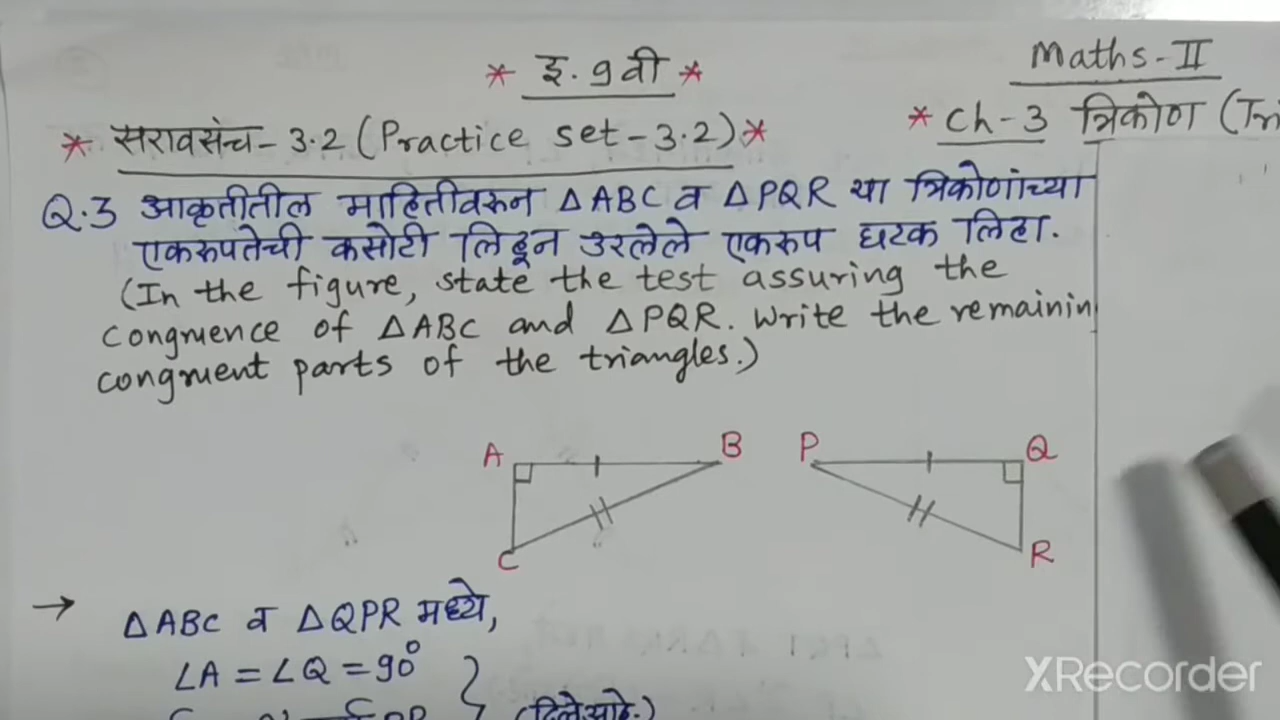 * इ. 9वी *
Maths-II
* सरावसंच- 3.2 (Practice set-3.2) *
* Ch-3 त्रिकोण (Tri
Q.3 आकृतीतील माहितीवरून △ABC व △PQR या त्रिकोणांच्या
एकरूपतेची कसोटी लिहून उरलेले एकरूप घटक लिहा.
(In the figure, state the test assuring the
congruence of △ABC and △PQR. Write the remainin
congruent parts of the triangles.)
A B P Q
C R
→ △ABC व △QPR मध्ये,
∠A = ∠Q = 90°
(दिले आहे.)
XRecorder